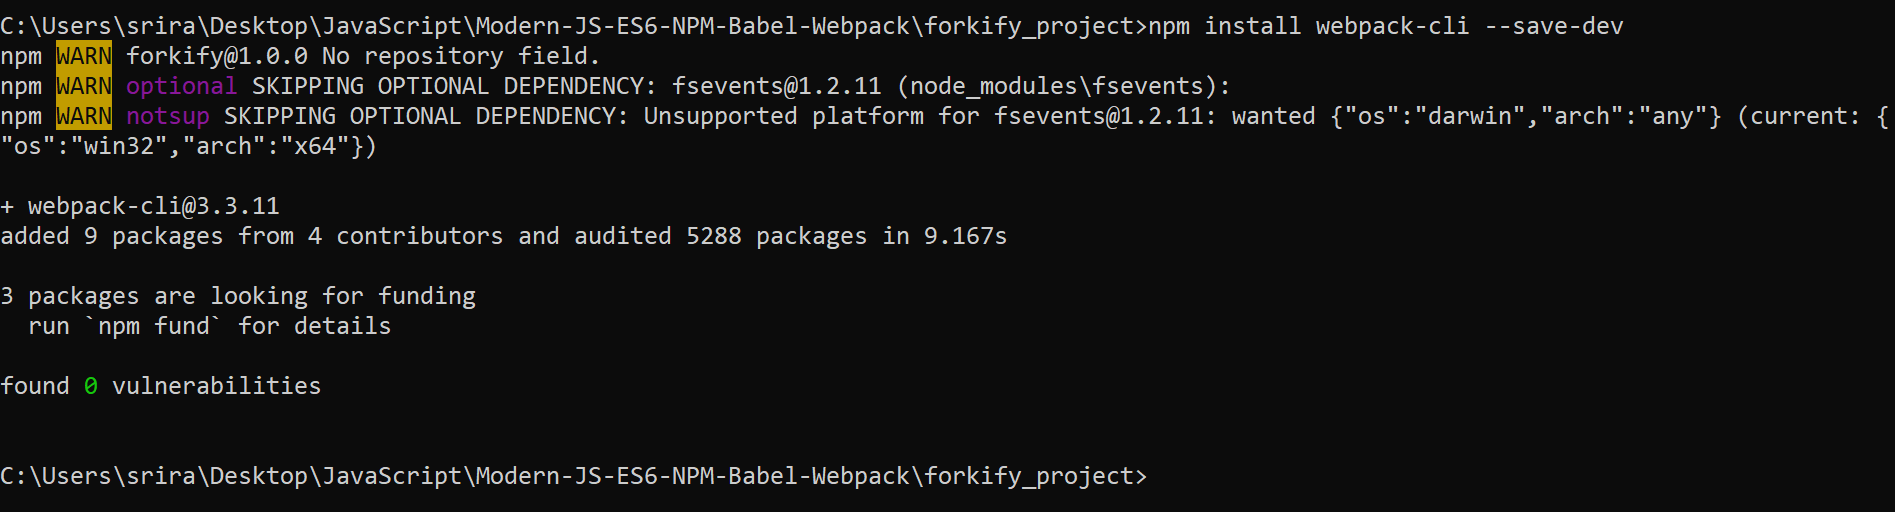 C:\Users\srira\Desktop\JavaScript\Modern-JS-ES6-NPM-Babel-Webpack\forkify_project>npm install webpack-cli --save-dev
npm WARN forkify@1.0.0 No repository field.
npm WARN optional SKIPPING OPTIONAL DEPENDENCY: fsevents@1.2.11 (node_modules\fsevents):
npm WARN notsup SKIPPING OPTIONAL DEPENDENCY: Unsupported platform for fsevents@1.2.11: wanted {"os":"darwin","arch":"any"} (current: {
"os":"win32","arch":"x64"})
+ webpack-cli@3.3.11
added 9 packages from 4 contributors and audited 5288 packages in 9.167s
3 packages are looking for funding
  run `npm fund` for details
found 0 vulnerabilities
C:\Users\srira\Desktop\JavaScript\Modern-JS-ES6-NPM-Babel-Webpack\forkify_project>